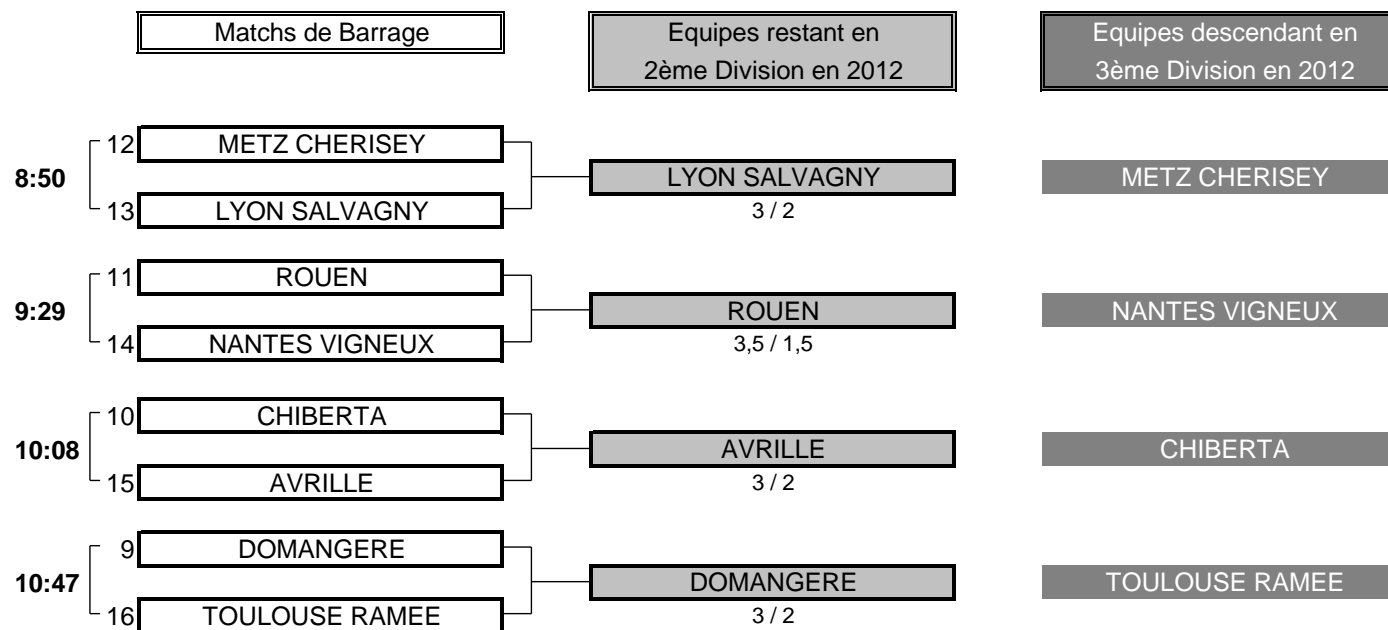 Matchs de Barrage
Equipes restant en
2ème Division en 2012
Equipes descendant en
3ème Division en 2012
12 METZ CHERISEY
8:50 LYON SALVAGNY METZ CHERISEY
13 LYON SALVAGNY 3 / 2
11 ROUEN
9:29 ROUEN NANTES VIGNEUX
14 NANTES VIGNEUX 3,5 / 1,5
10 CHIBERTA
10:08 AVRILLE CHIBERTA
15 AVRILLE 3 / 2
9 DOMANGERE
10:47 DOMANGERE TOULOUSE RAMEE
16 TOULOUSE RAMEE 3 / 2